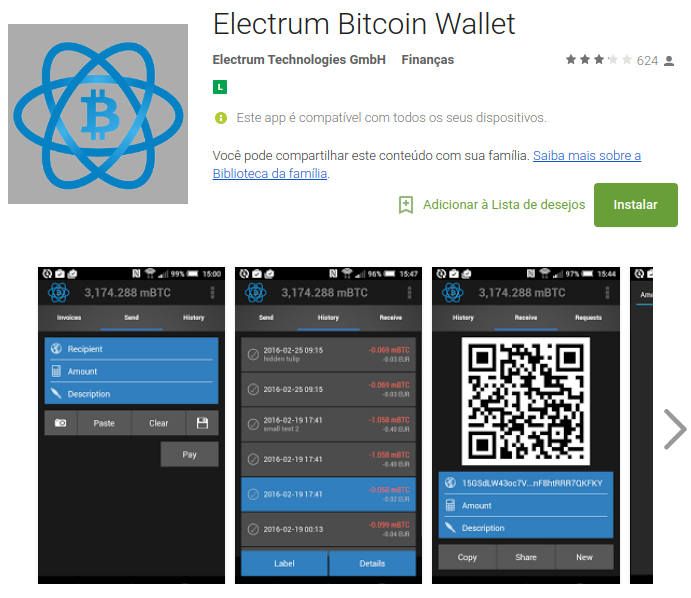 Electrum Bitcoin Wallet
Electrum Technologies GmbH Finanças 624
L
Este app é compatível com todos os seus dispositivos.
Você pode compartilhar este conteúdo com sua família. Saiba mais sobre a
Biblioteca da família.
Adicionar à Lista de desejos Instalar
99% 15:00
3,174.288 mBTC
Invoices Send History
Recipient
Amount
Description
Paste Clear
Pay
96% 15:47
3,174.288 mBTC
Send History Receive
2016-02-25 09:15 -0.069 mBTC
hidden tulip -0.03 EUR
2016-02-25 09:15 -0.069 mBTC
-0.03 EUR
2016-02-19 17:41 -1.058 mBTC
small test 2 -0.40 EUR
2016-02-19 17:41 -1.058 mBTC
-0.40 EUR
2016-02-19 17:41 -0.058 mBTC
-0.02 EUR
2016-02-19 00:13 -0.099 mBTC
-0.04 EUR
Label Details
97% 15:44
3,174.288 mBTC
History Receive Requests
15GSdLW43oc7V...nF8htRRR7QKFKY
Amount
Description
Copy Share New